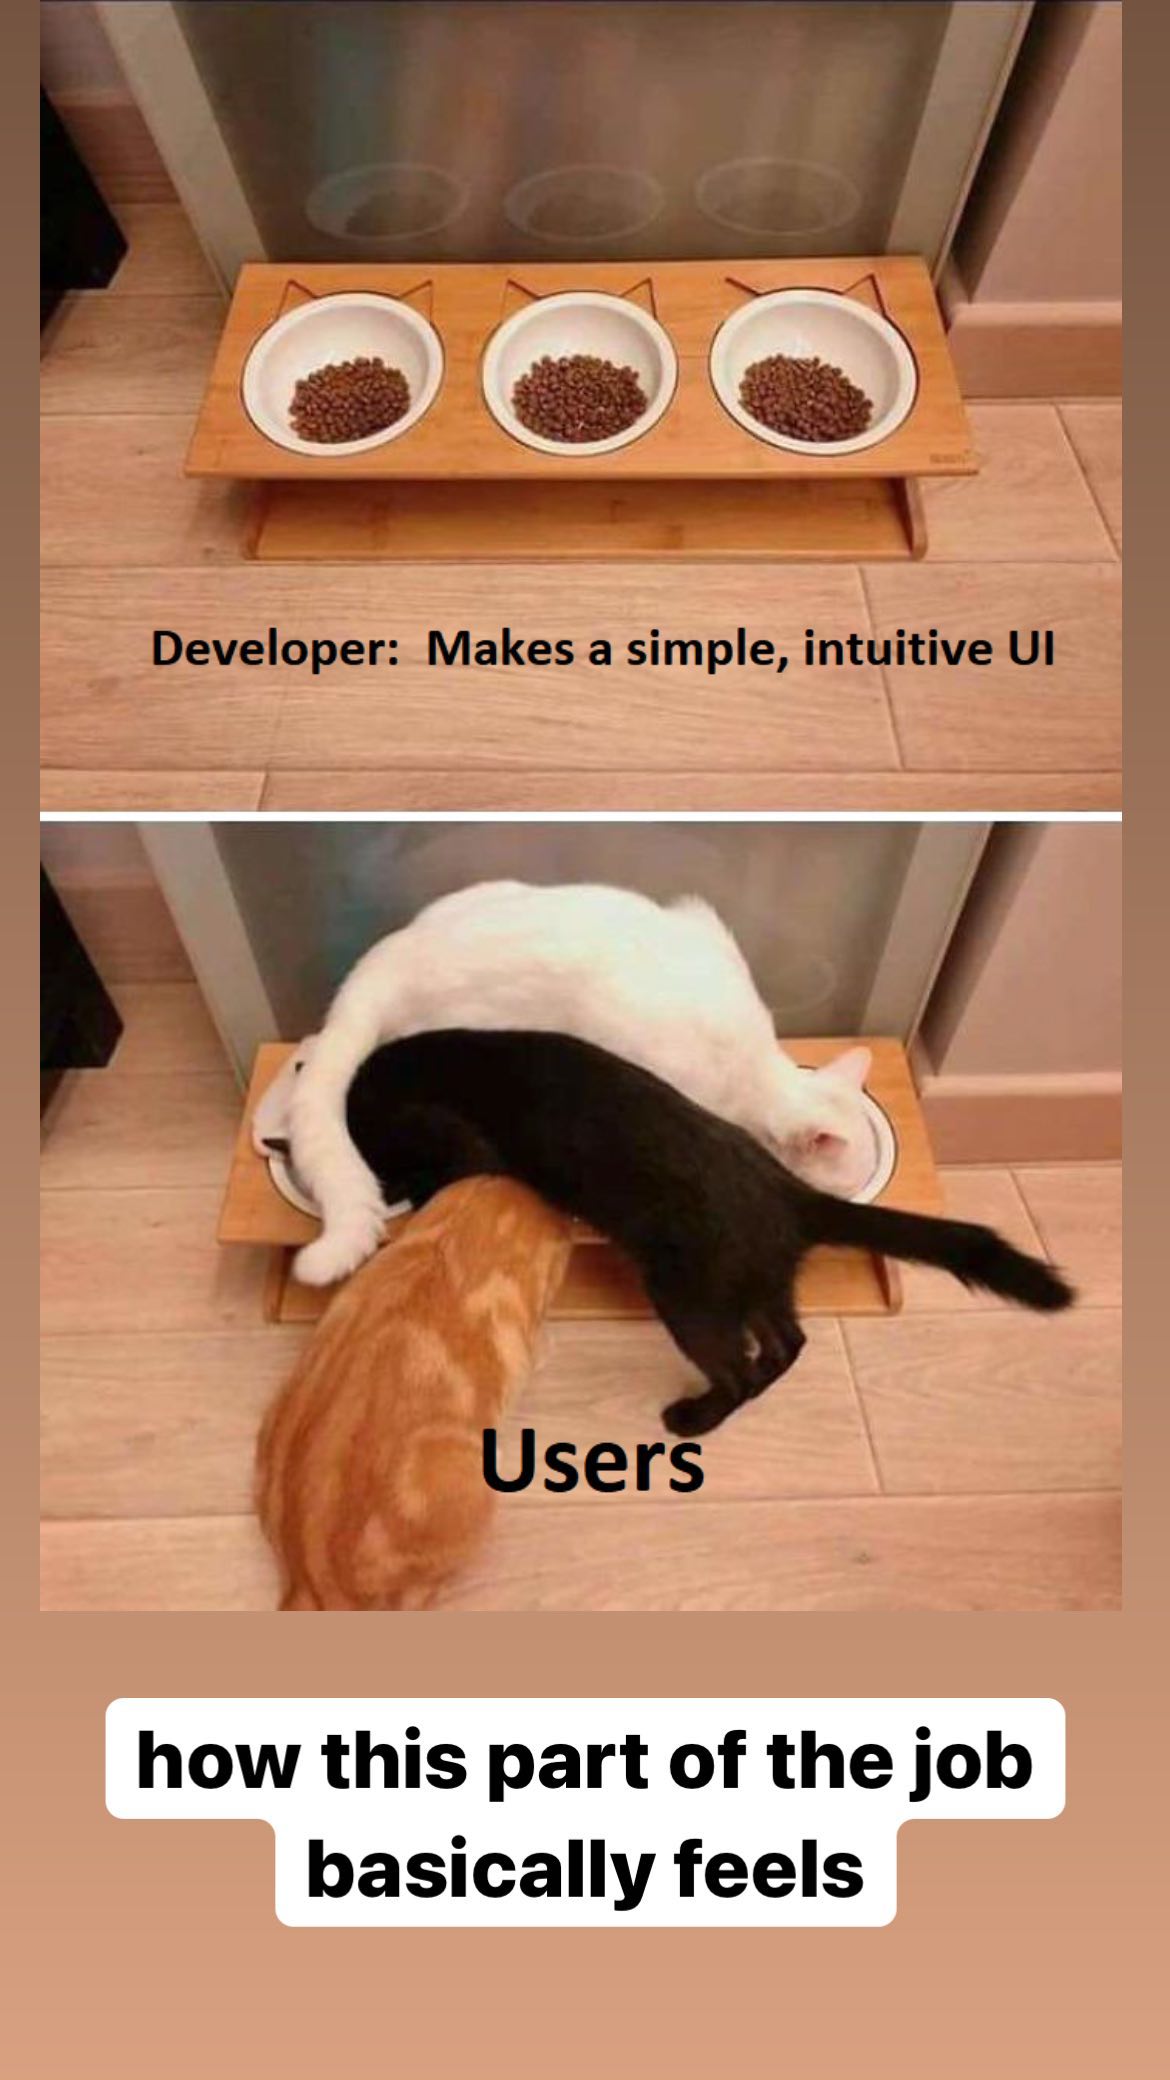 Developer:  Makes a simple, intuitive UI
Users
how this part of the job
basically feels